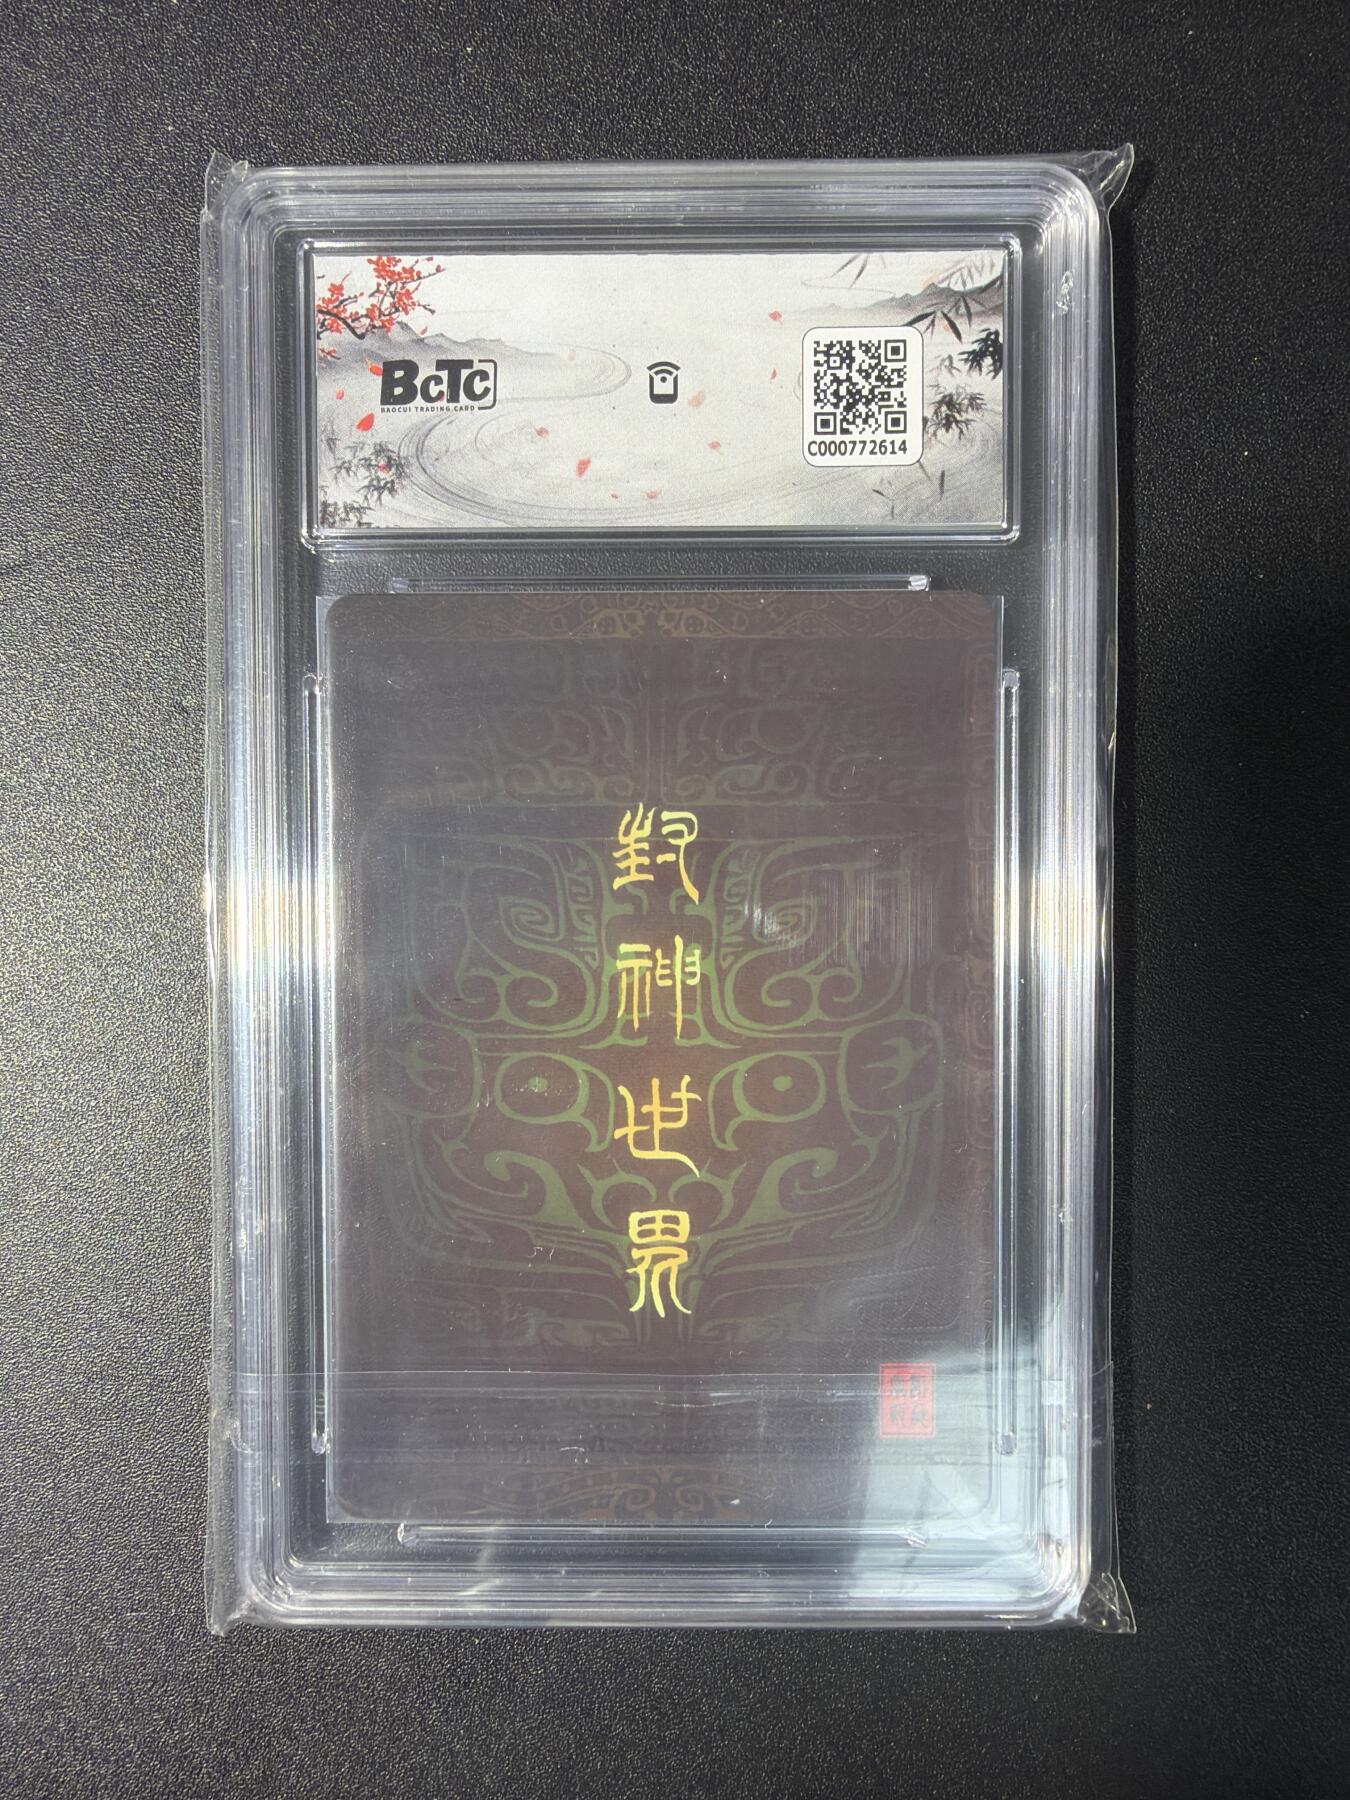 BCTC
BAOCUI TRADING CARD
C000772614
封
神
世
界